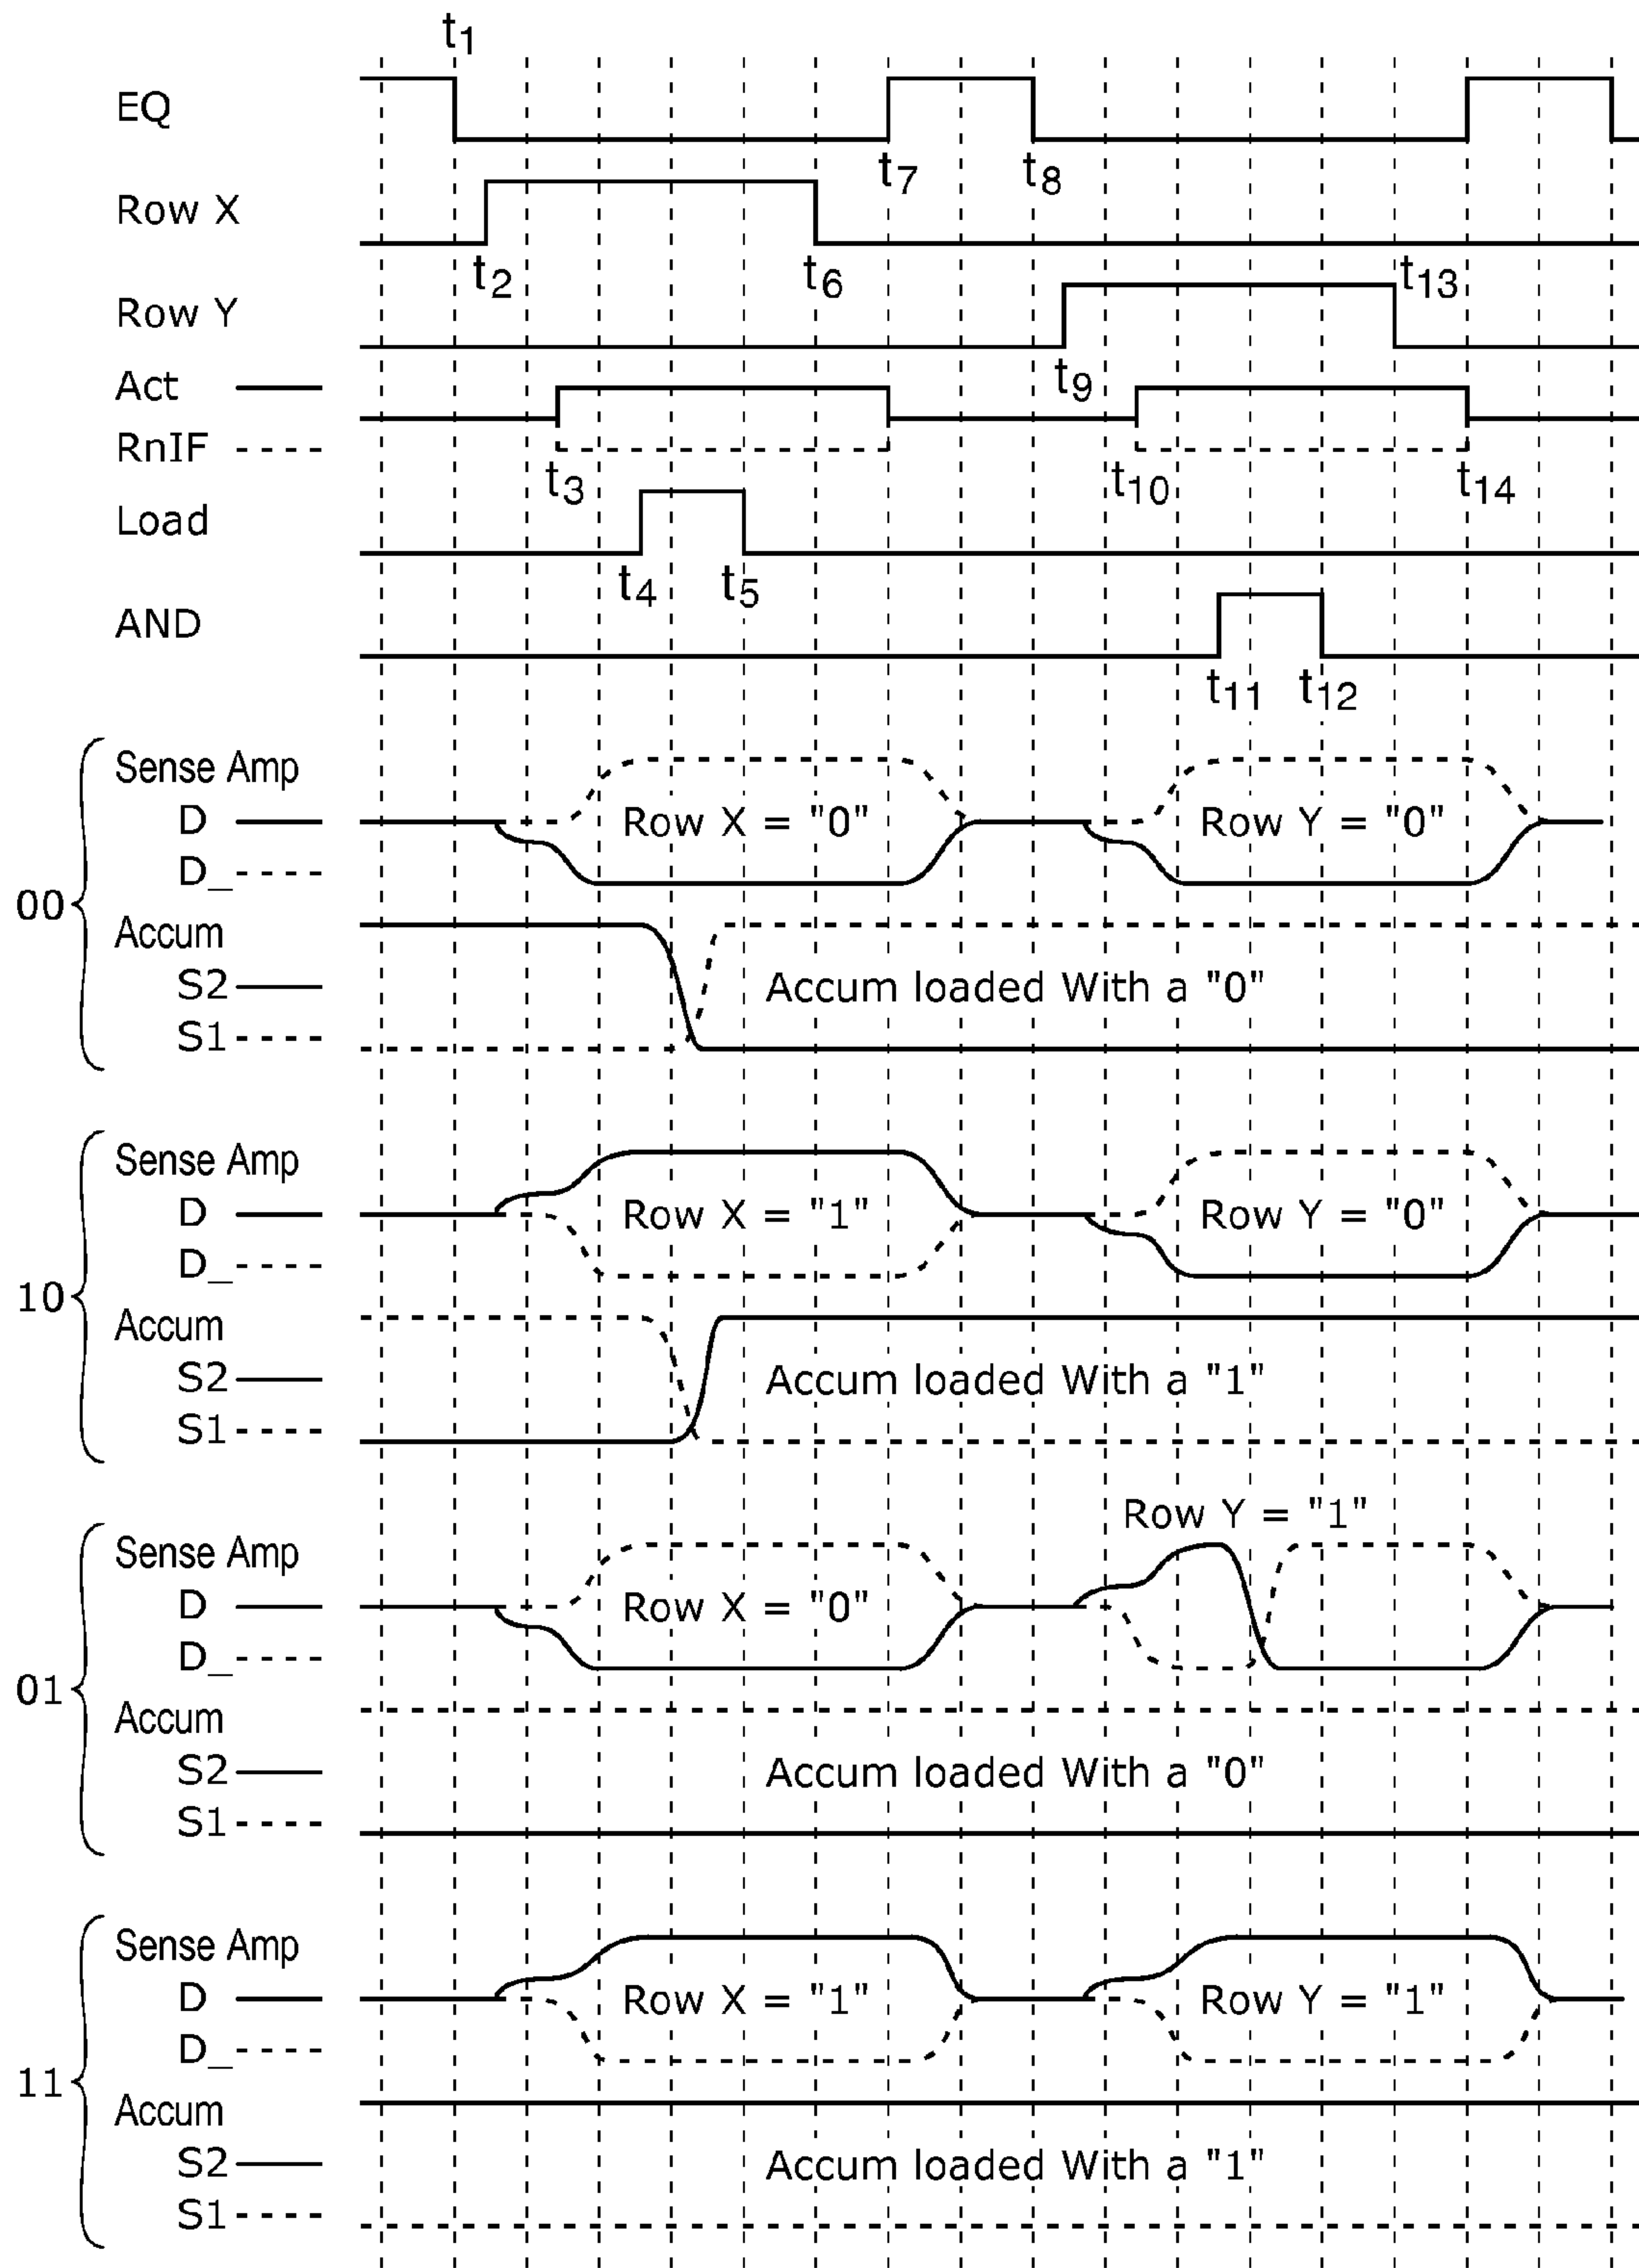 t1
EQ
t7 t8
Row X
t2 t6 t13
Row Y
t9
Act
RnIF
t3 t10 t14
Load
t4 t5
AND
t11 t12
00
Sense Amp
D Row X = "0" Row Y = "0"
D_
Accum
S2 Accum loaded With a "0"
S1
10
Sense Amp
D Row X = "1" Row Y = "0"
D_
Accum
S2 Accum loaded With a "1"
S1
Row Y = "1"
01
Sense Amp
D Row X = "0"
D_
Accum
S2 Accum loaded With a "0"
S1
11
Sense Amp
D Row X = "1" Row Y = "1"
D_
Accum
S2 Accum loaded With a "1"
S1